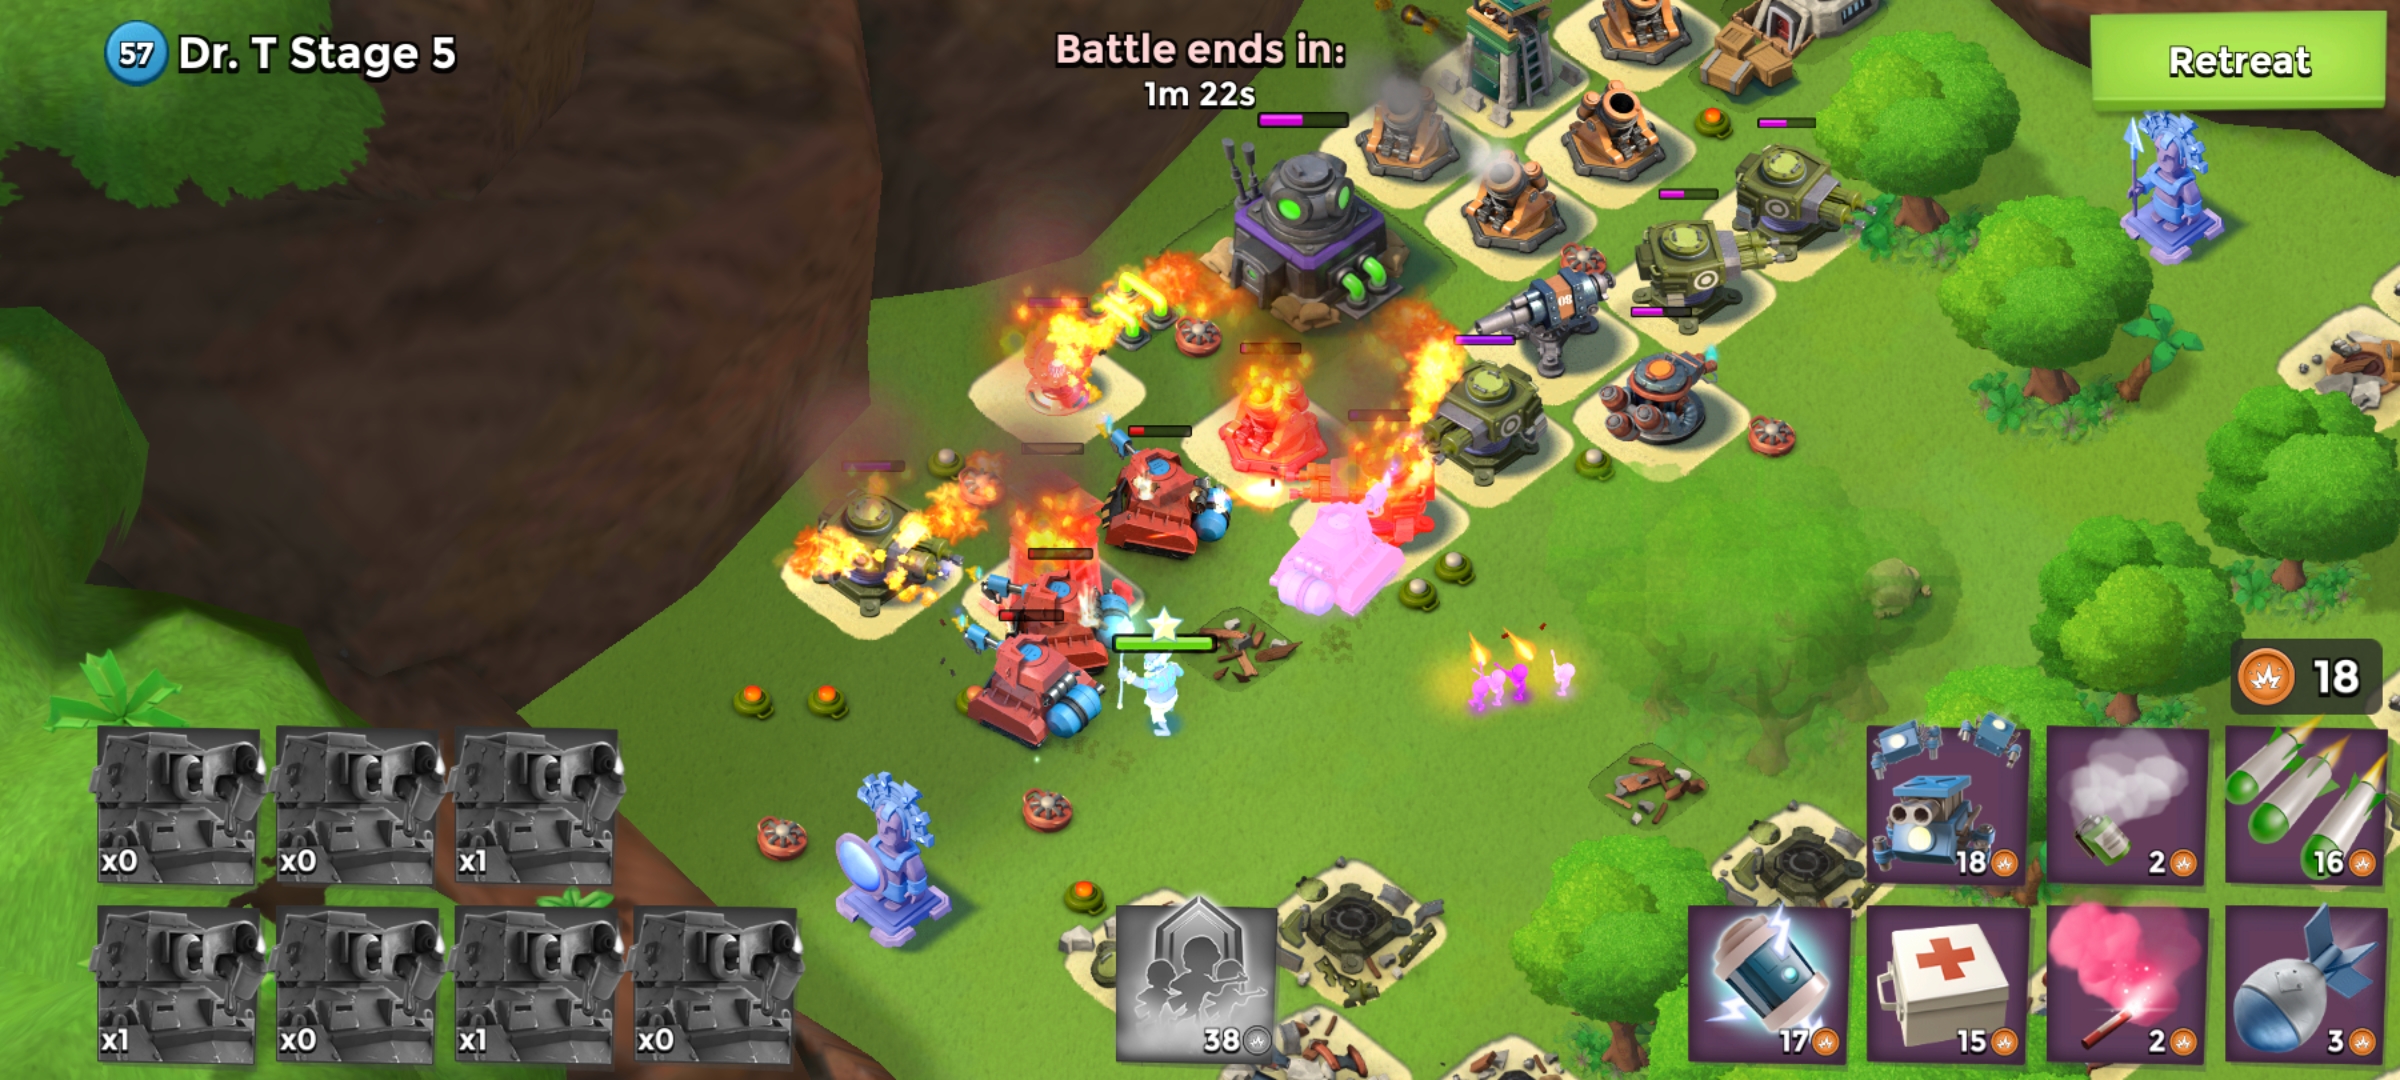 57 Dr. T Stage 5
Battle ends in:
1m 22s
Retreat
08
18
x0
x0
x1
18
2
16
x1
x0
x1
x0
38
17
15
2
3